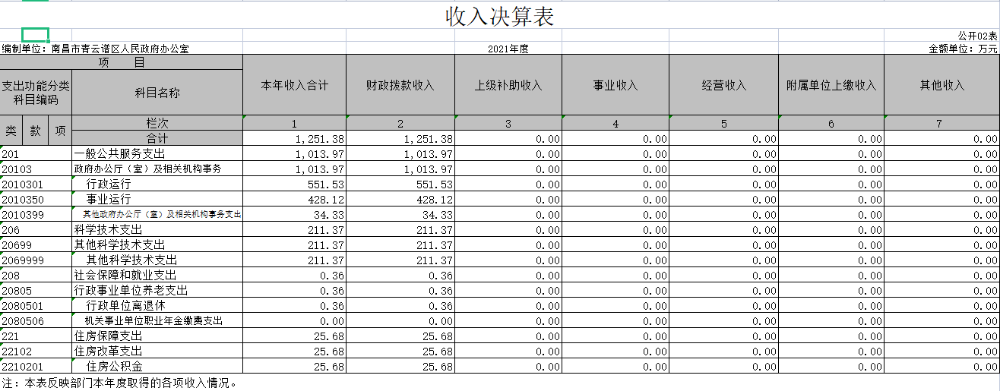 收入决算表
公开02表
编制单位：南昌市青云谱区人民政府办公室 2021年度 金额单位：万元
项 目
支出功能分类科目编码 科目名称 本年收入合计 财政拨款收入 上级补助收入 事业收入 经营收入 附属单位上缴收入 其他收入
类 款 项 栏次 1 2 3 4 5 6 7
合计 1,251.38 1,251.38 0.00 0.00 0.00 0.00 0.00
201 一般公共服务支出 1,013.97 1,013.97 0.00 0.00 0.00 0.00 0.00
20103 政府办公厅（室）及相关机构事务 1,013.97 1,013.97 0.00 0.00 0.00 0.00 0.00
2010301 行政运行 551.53 551.53 0.00 0.00 0.00 0.00 0.00
2010350 事业运行 428.12 428.12 0.00 0.00 0.00 0.00 0.00
2010399 其他政府办公厅（室）及相关机构事务支出 34.33 34.33 0.00 0.00 0.00 0.00 0.00
206 科学技术支出 211.37 211.37 0.00 0.00 0.00 0.00 0.00
20699 其他科学技术支出 211.37 211.37 0.00 0.00 0.00 0.00 0.00
2069999 其他科学技术支出 211.37 211.37 0.00 0.00 0.00 0.00 0.00
208 社会保障和就业支出 0.36 0.36 0.00 0.00 0.00 0.00 0.00
20805 行政事业单位养老支出 0.36 0.36 0.00 0.00 0.00 0.00 0.00
2080501 行政单位离退休 0.36 0.36 0.00 0.00 0.00 0.00 0.00
2080506 机关事业单位职业年金缴费支出 0.00 0.00 0.00 0.00 0.00 0.00 0.00
221 住房保障支出 25.68 25.68 0.00 0.00 0.00 0.00 0.00
22102 住房改革支出 25.68 25.68 0.00 0.00 0.00 0.00 0.00
2210201 住房公积金 25.68 25.68 0.00 0.00 0.00 0.00 0.00
注：本表反映部门本年度取得的各项收入情况。